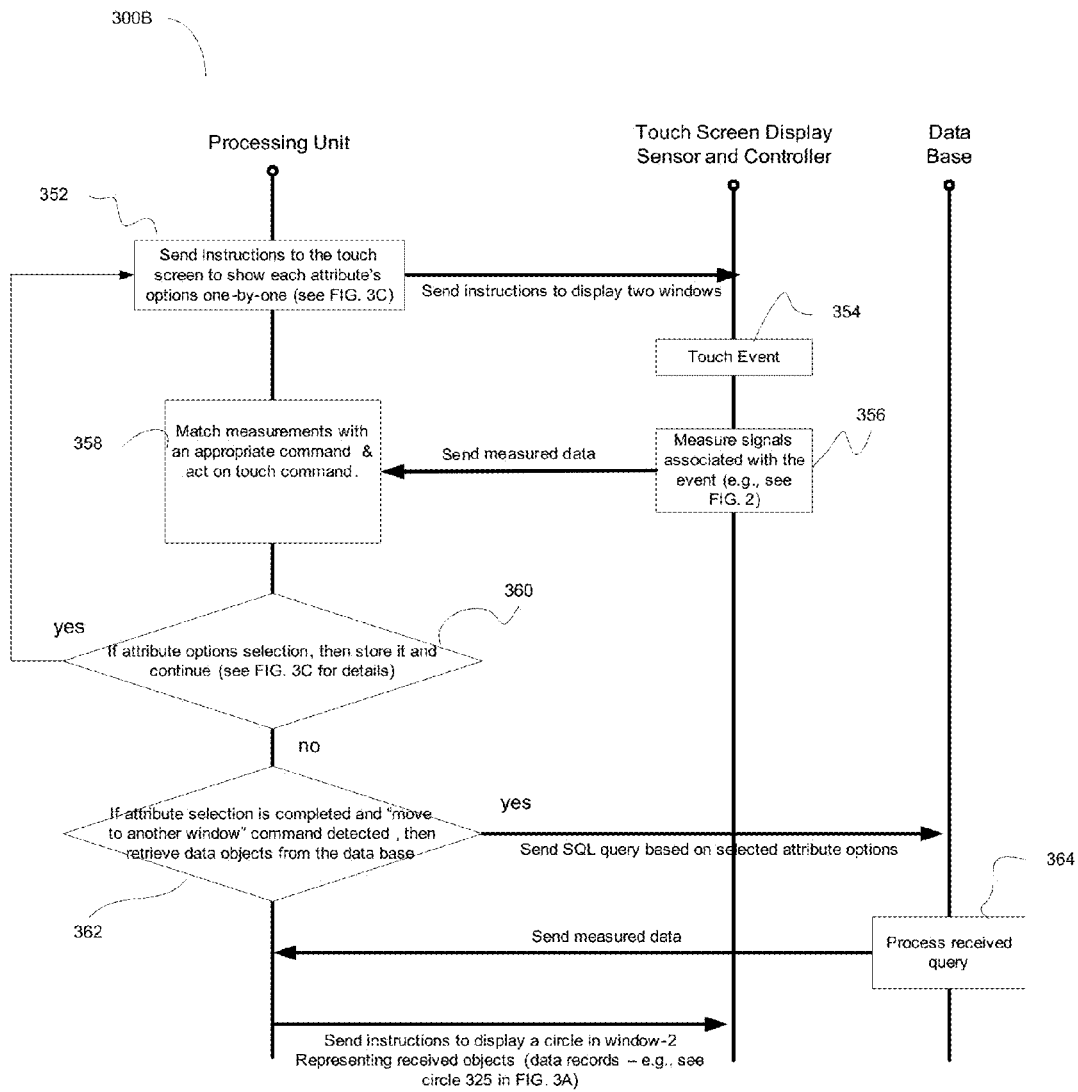 300B
Processing Unit
Touch Screen Display
Sensor and Controller
Data
Base
352
Send instructions to the touch
screen to show each attribute's
options one-by-one (see FIG. 3C)
Send instructions to display two windows
354
Touch Event
356
358
Match measurements with
an appropriate command &
act on touch command.
Send measured data
Measure signals
associated with the
event (e.g., see
FIG. 2)
360
yes
If attribute options selection, then store it and
continue (see FIG. 3C for details)
no
If attribute selection is completed and "move
to another window" command detected, then
retrieve data objects from the data base
yes
Send SQL query based on selected attribute options
362
364
Send measured data
Process received
query
Send instructions to display a circle in window-2
Representing received objects (data records – e.g., see
circle 325 in FIG. 3A)